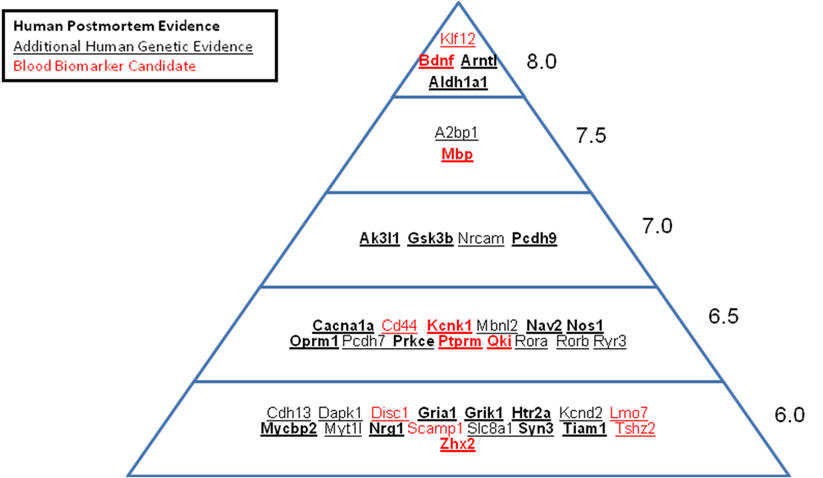 Human Postmortem Evidence
Additional Human Genetic Evidence
Blood Biomarker Candidate
Klf12
Bdnf Arntl
Aldh1a1
8.0
A2bp1
Mbp
7.5
Ak3l1 Gsk3b Nrcam Pcdh9
7.0
Cacna1a Cd44 Kcnk1 Mbnl2 Nav2 Nos1
Oprm1 Pcdh7 Prkce Ptprm Qki Rora Rorb Ryr3
6.5
Cdh13 Dapk1 Disc1 Gria1 Grik1 Htr2a Kcnd2 Lmo7
Mycbp2 Myt1l Nrg1 Scamp1 Slc8a1 Syn3 Tiam1 Tshz2
Zhx2
6.0